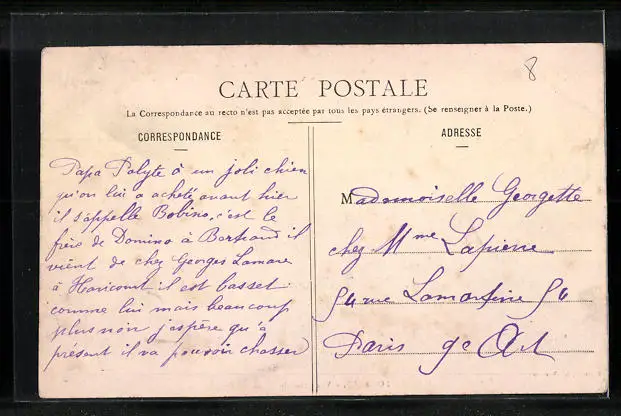 8
CARTE POSTALE
La Correspondance au recto n'est pas acceptée par tous les pays étrangers. (Se renseigner à la Poste.)
CORRESPONDANCE
ADRESSE
Papa Polyte à un joli chien
qu'on lui a acheté avant hier
il s'appelle Bobino, c'est le
frère de Domino à Bertrand il
vient de chez Georges Lamare
à Haricourt il est basset
comme lui mais beaucoup
plus noir j'espère qu'à
présent il va pouvoir chasser
Mademoiselle Georgette
chez Mme Lapierre
54 rue Lamartine 54
Paris 9e Art